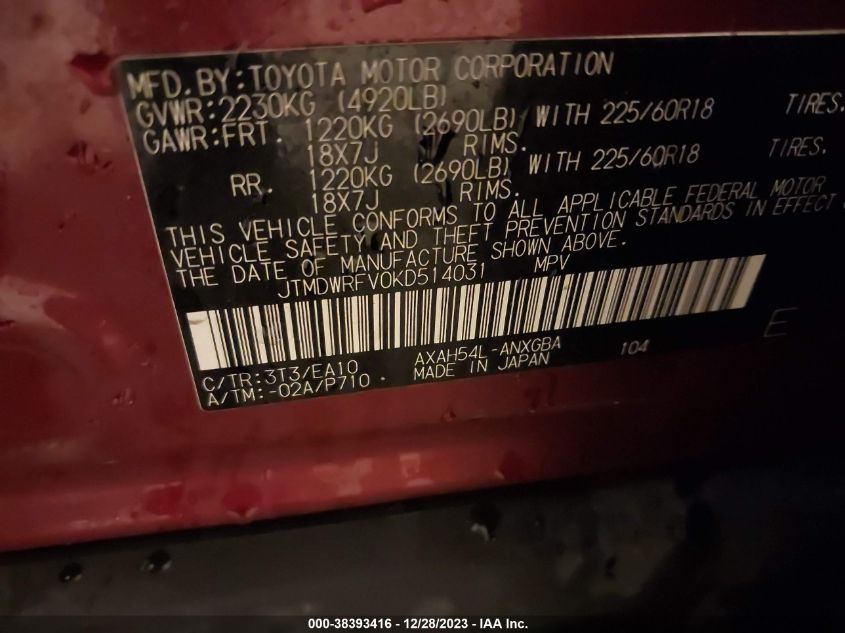 MFD. BY: TOYOTA MOTOR CORPORATION
GVWR: 2230KG (4920LB)
GAWR: FRT. 1220KG (2690LB) WITH 225/60R18 TIRES.
18X7J RIMS.
RR. 1220KG (2690LB) WITH 225/60R18 TIRES.
18X7J RIMS.
THIS VEHICLE CONFORMS TO ALL APPLICABLE FEDERAL MOTOR
VEHICLE SAFETY AND THEFT PREVENTION STANDARDS IN EFFECT
THE DATE OF MANUFACTURE SHOWN ABOVE.
JTMDWRFV0KD514031 MPV
C/TR: 3T3/EA10 AXAH54L-ANXGBA 104 E
A/TM: -02A/P710 MADE IN JAPAN
000-38393416 - 12/28/2023 - IAA Inc.